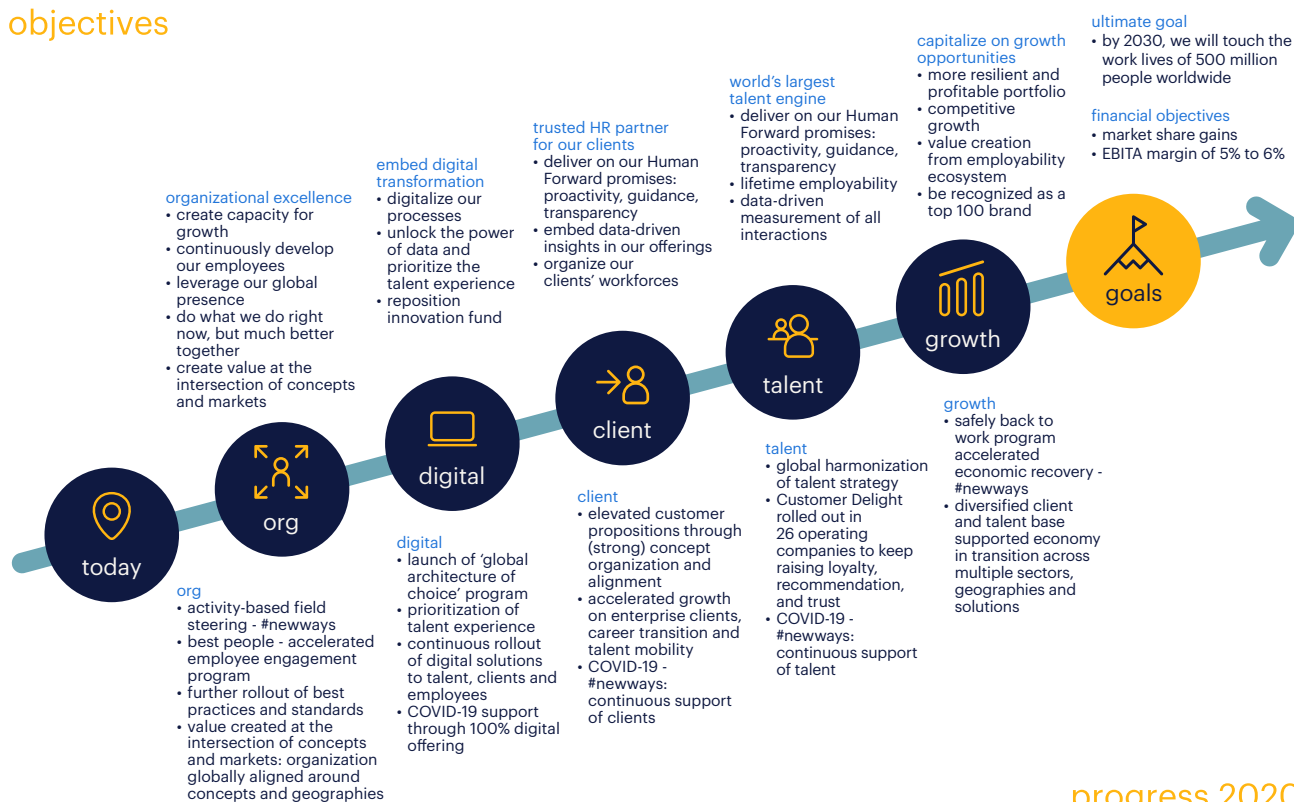 objectives
ultimate goal
• by 2030, we will touch the
work lives of 500 million
people worldwide
financial objectives
• market share gains
• EBITA margin of 5% to 6%
capitalize on growth
opportunities
• more resilient and
profitable portfolio
• competitive
growth
• value creation
from employability
ecosystem
• be recognized as a
top 100 brand
world's largest
talent engine
• deliver on our Human
Forward promises:
proactivity, guidance,
transparency
• lifetime employability
• data-driven
measurement of all
interactions
trusted HR partner
for our clients
• deliver on our Human
Forward promises:
proactivity, guidance,
transparency
• embed data-driven
insights in our offerings
• organize our
clients' workforces
embed digital
transformation
• digitalize our
processes
• unlock the power
of data and
prioritize the
talent experience
• reposition
innovation fund
organizational excellence
• create capacity for
growth
• continuously develop
our employees
• leverage our global
presence
• do what we do right
now, but much better
together
• create value at the
intersection of concepts
and markets
today
org
digital
client
talent
growth
goals
org
• activity-based field
steering - #newways
• best people - accelerated
employee engagement
program
• further rollout of best
practices and standards
• value created at the
intersection of concepts
and markets: organization
globally aligned around
concepts and geographies
digital
• launch of 'global
architecture of
choice' program
• prioritization of
talent experience
• continuous rollout
of digital solutions
to talent, clients and
employees
• COVID-19 support
through 100% digital
offering
client
• elevated customer
propositions through
(strong) concept
organization and
alignment
• accelerated growth
on enterprise clients,
career transition and
talent mobility
• COVID-19 -
#newways:
continuous support
of clients
talent
• global harmonization
of talent strategy
• Customer Delight
rolled out in
26 operating
companies to keep
raising loyalty,
recommendation,
and trust
• COVID-19 -
#newways:
continuous support
of talent
growth
• safely back to
work program
accelerated
economic recovery -
#newways
• diversified client
and talent base
supported economy
in transition across
multiple sectors,
geographies and
solutions
progress 2020